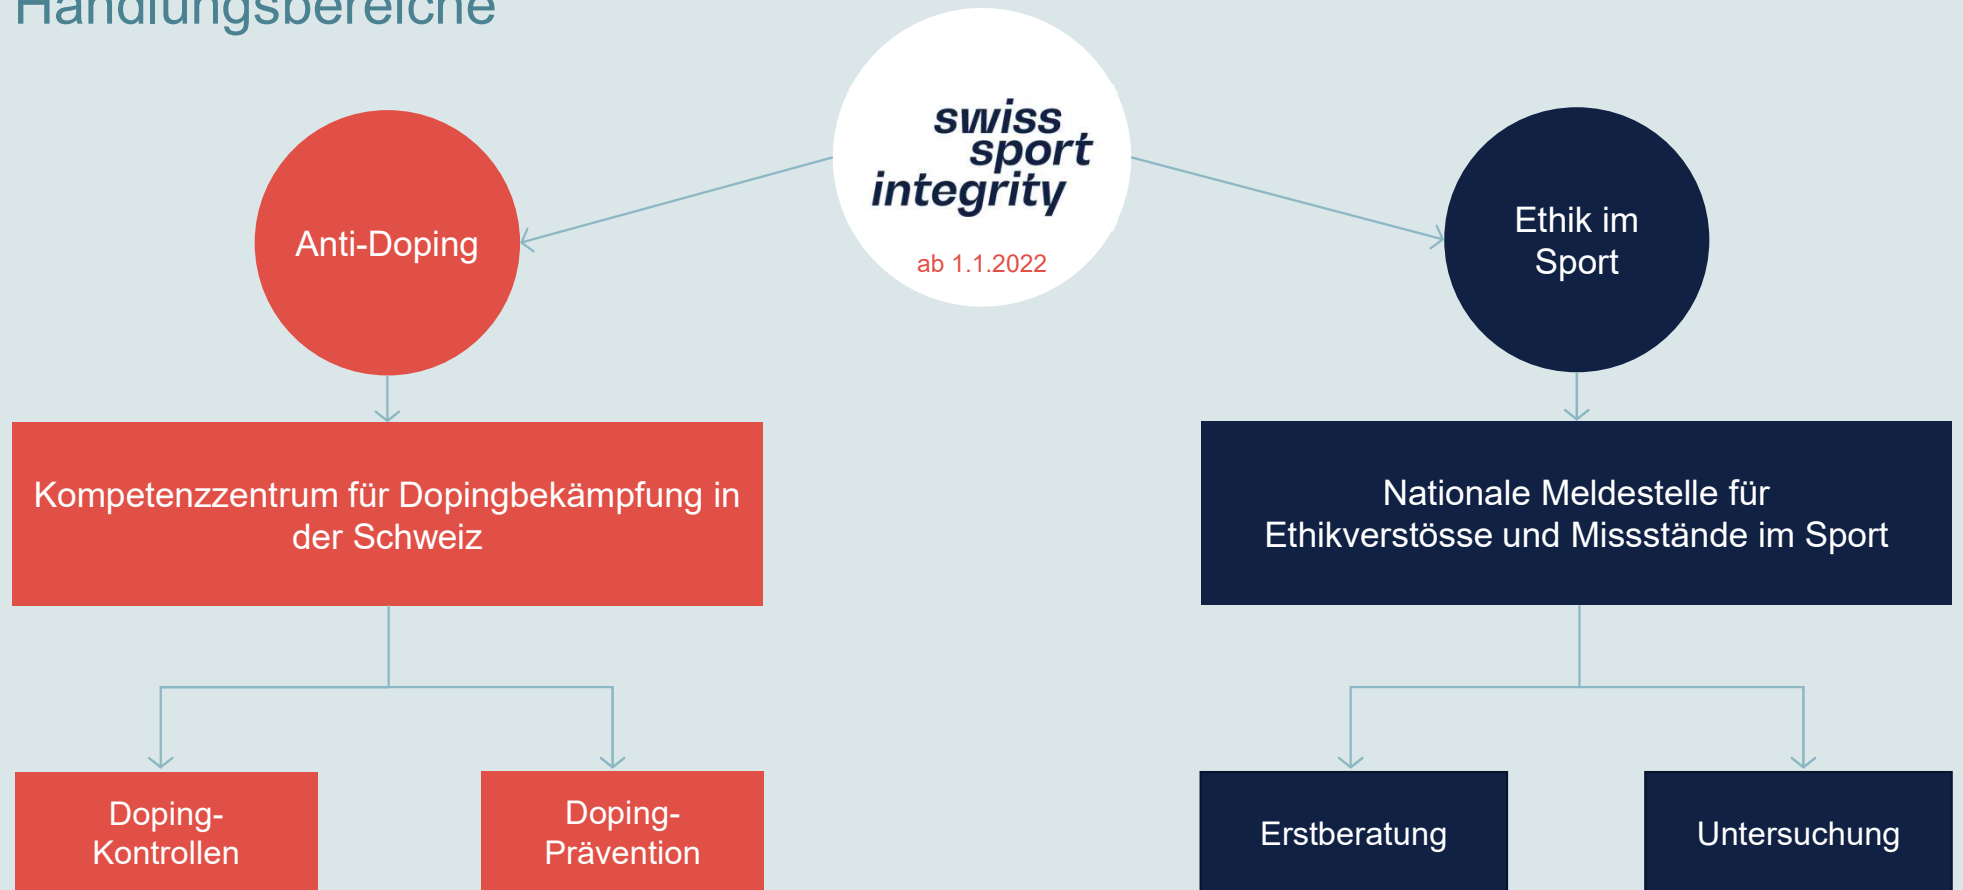 Handlungsbereiche
swiss
sport
integrity
ab 1.1.2022
Anti-Doping
Ethik im
Sport
Kompetenzzentrum für Dopingbekämpfung in
der Schweiz
Nationale Meldestelle für
Ethikverstösse und Missstände im Sport
Doping-
Kontrollen
Doping-
Prävention
Erstberatung
Untersuchung